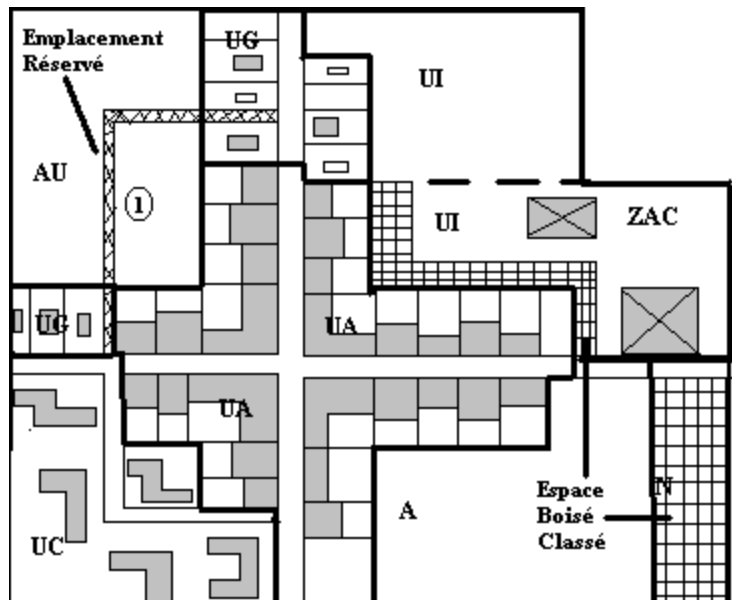 Emplacement
Réservé
UG
UI
AU
1
UI
ZAC
UG
UA
UA
Espace
Boisé
Classé
N
A
UC